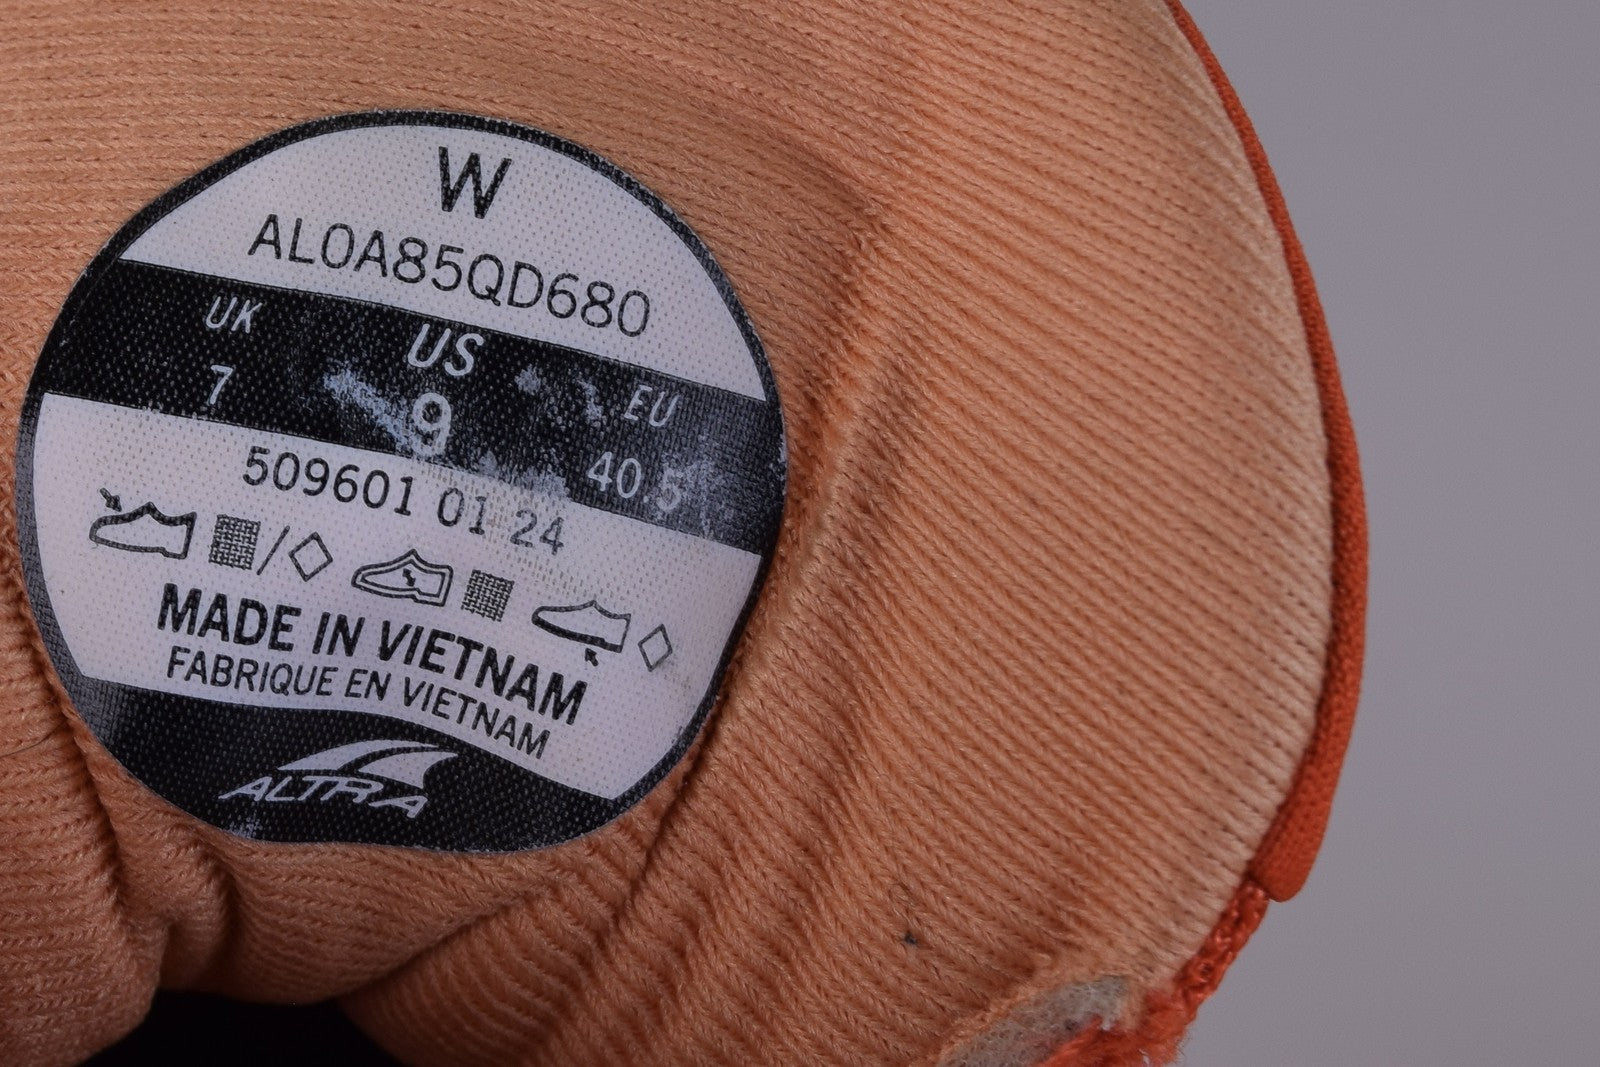 W
AL0A85QD680
UK US EU
7 9 40.5
509601 01 24
MADE IN VIETNAM
FABRIQUE EN VIETNAM
ALTRA